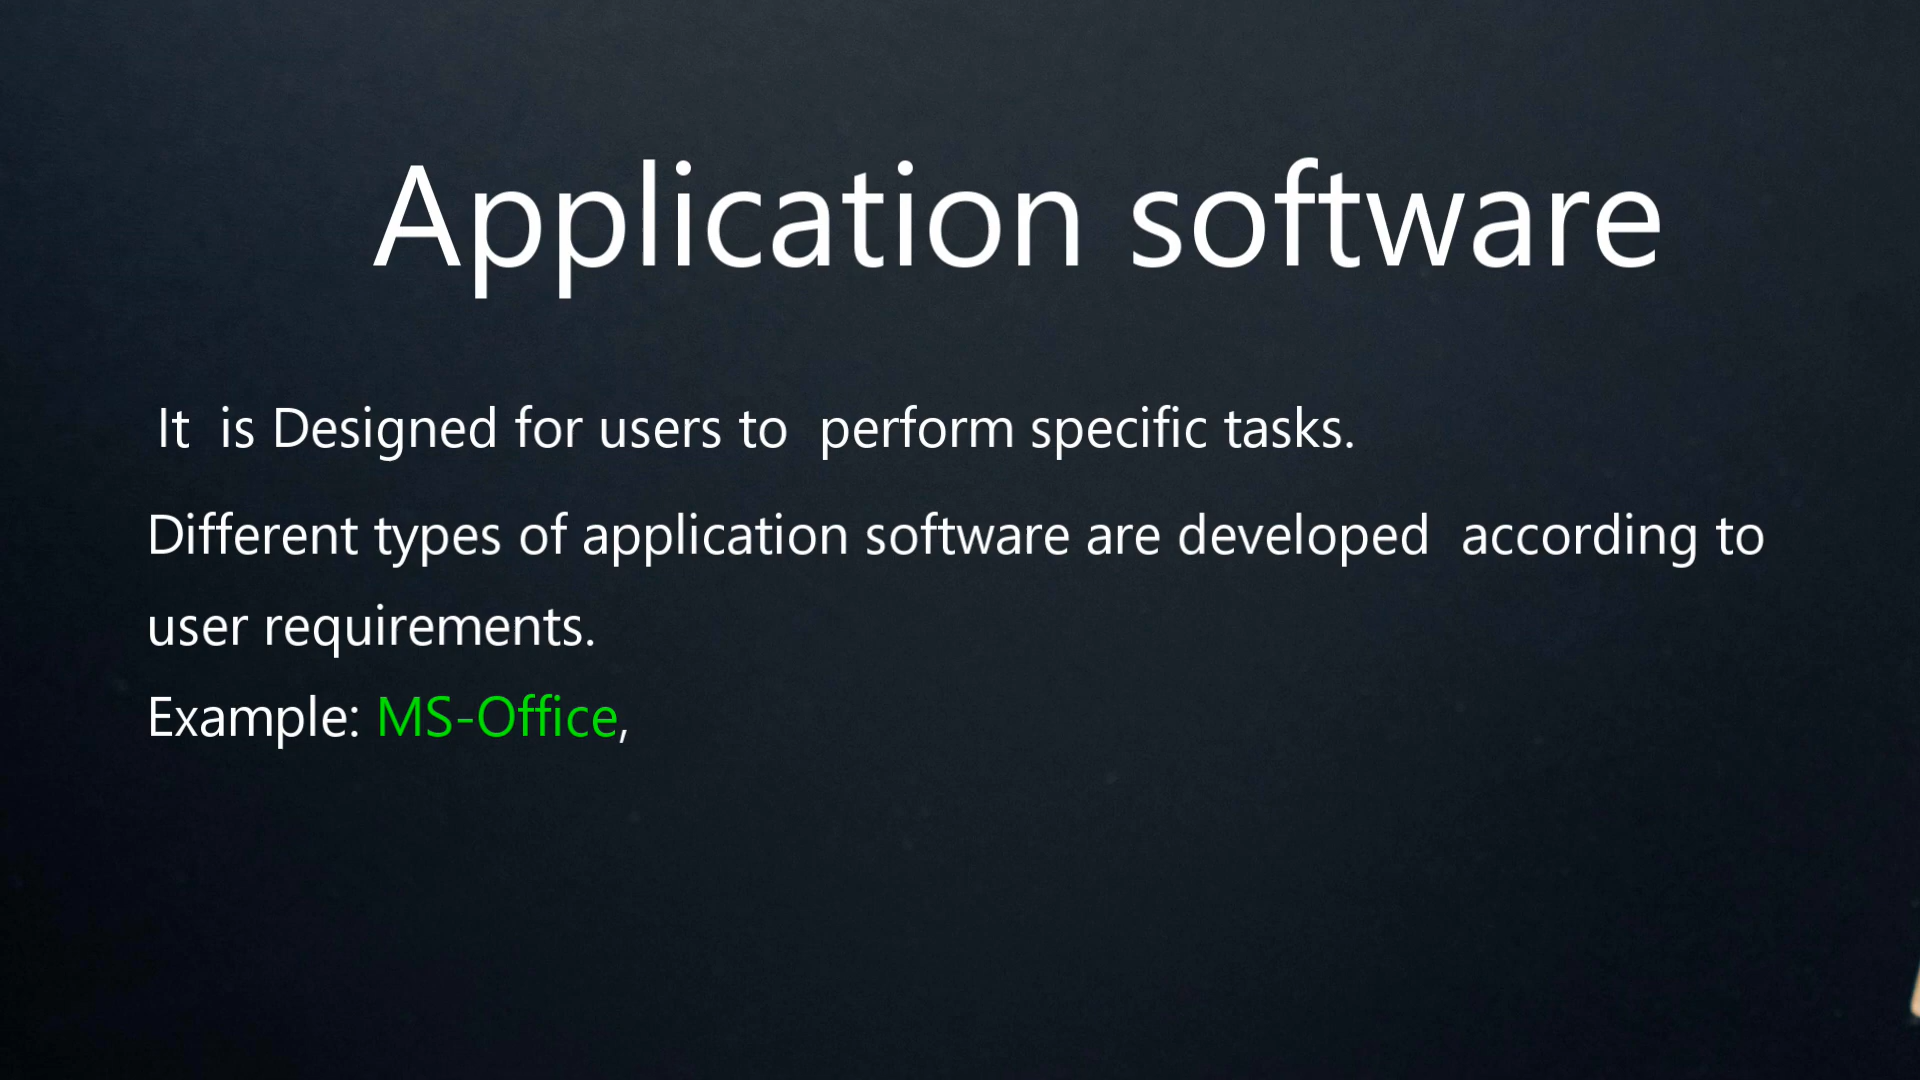 Application software
It is Designed for users to perform specific tasks.
Different types of application software are developed according to
user requirements.
Example: MS-Office,